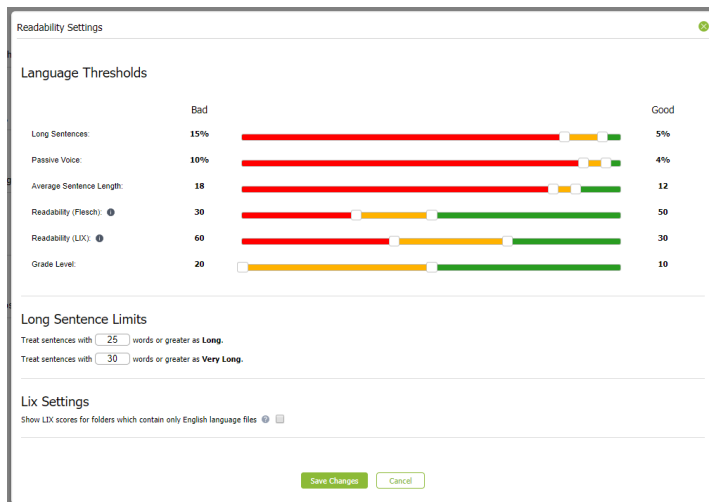 Readability Settings
Language Thresholds
Bad Good
Long Sentences: 15% 5%
Passive Voice: 10% 4%
Average Sentence Length: 18 12
Readability (Flesch): 30 50
Readability (LIX): 60 30
Grade Level: 20 10
Long Sentence Limits
Treat sentences with 25 words or greater as Long.
Treat sentences with 30 words or greater as Very Long.
Lix Settings
Show LIX scores for folders which contain only English language files
Save Changes Cancel